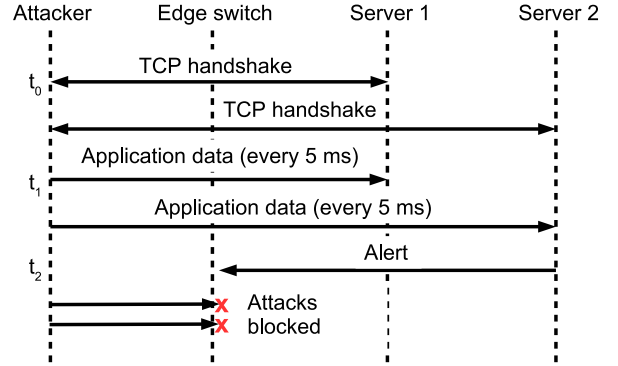 Attacker Edge switch Server 1 Server 2
TCP handshake
t0
TCP handshake
Application data (every 5 ms)
t1
Application data (every 5 ms)
Alert
t2
x Attacks
x blocked